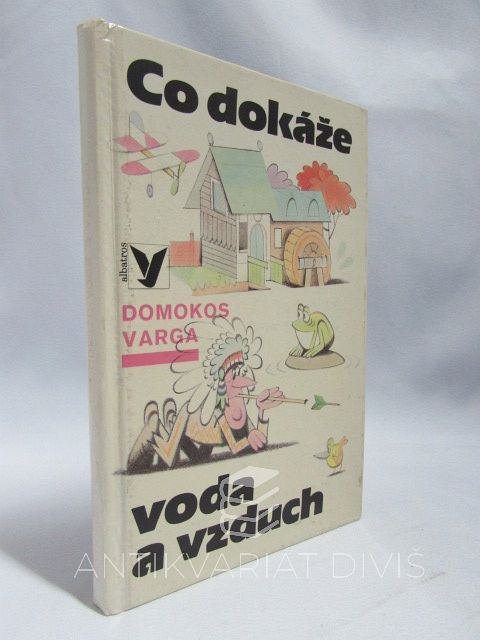 Co dokáže
albatros
DOMOKOS
VARGA
voda
a vzduch
ANTIKVARIÁT DIVIŠ